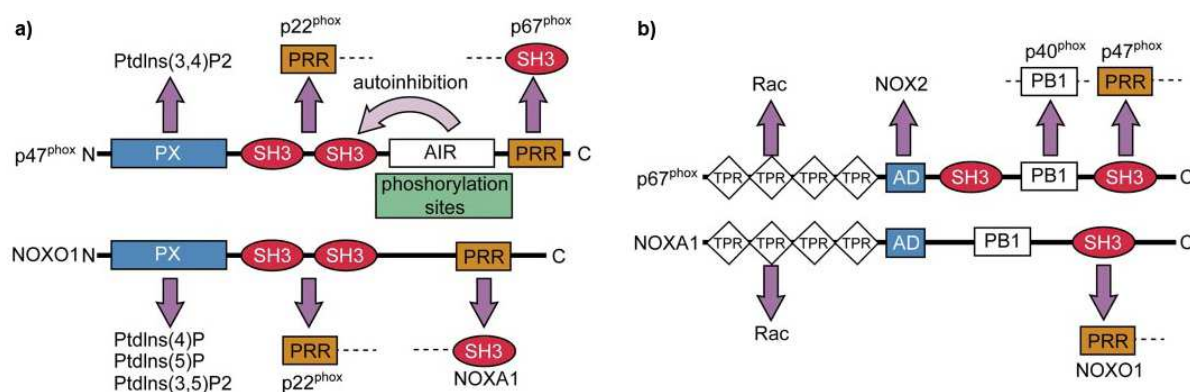 a)
p22phox
p67phox
PtdIns(3,4)P2
PRR
SH3
autoinhibition
p47phox N PX SH3 SH3 AIR PRR C
phoshorylation
sites
NOXO1 N PX SH3 SH3 PRR C
PtdIns(4)P
PtdIns(5)P
PtdIns(3,5)P2
PRR
p22phox
SH3
NOXA1
b)
p40phox
p47phox
Rac
NOX2
PB1
PRR
p67phox TPR TPR TPR TPR AD SH3 PB1 SH3 C
NOXA1 TPR TPR TPR TPR AD PB1 SH3 C
Rac
PRR
NOXO1